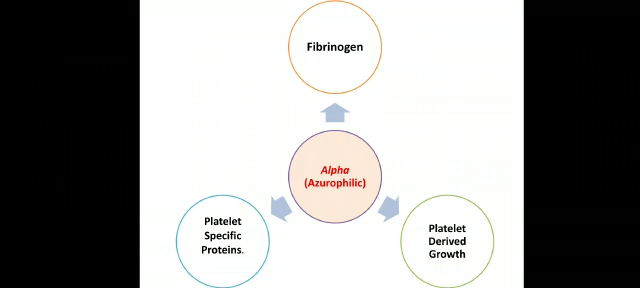 Fibrinogen
Alpha
(Azurophilic)
Platelet
Specific
Proteins.
Platelet
Derived
Growth